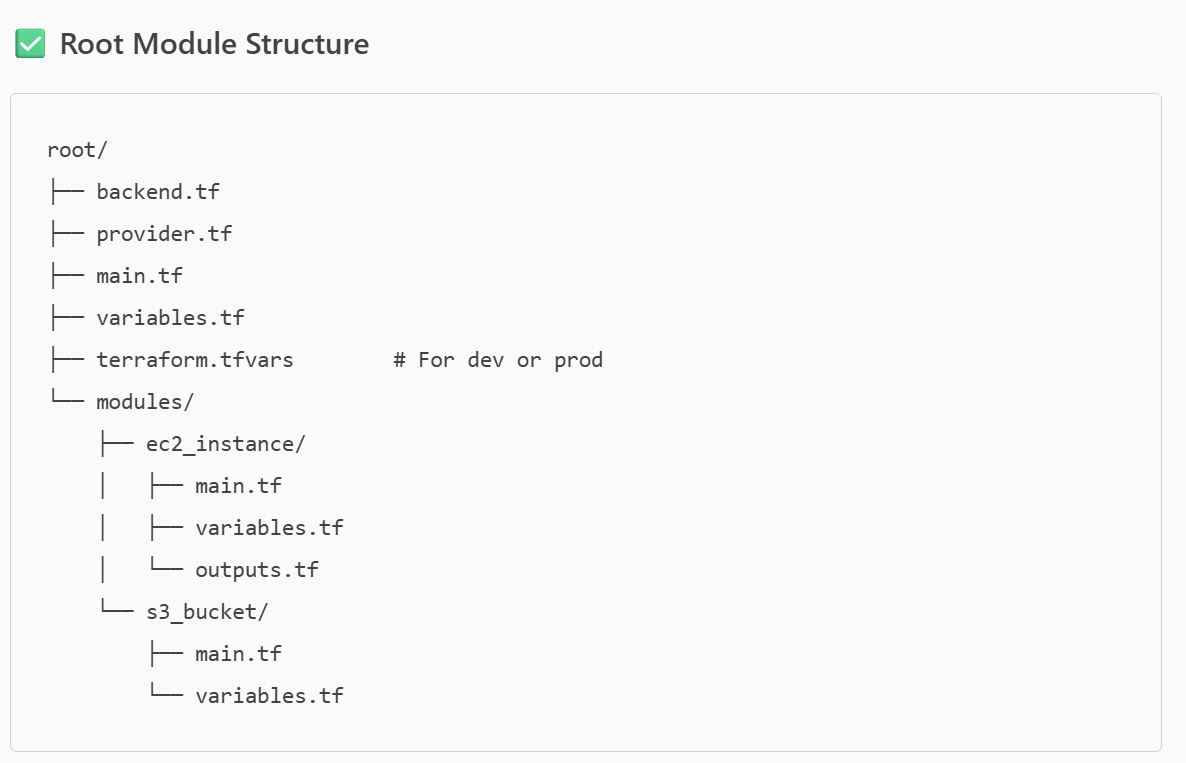 ✅ Root Module Structure
root/
├── backend.tf
├── provider.tf
├── main.tf
├── variables.tf
├── terraform.tfvars        # For dev or prod
└── modules/
    ├── ec2_instance/
    │   ├── main.tf
    │   ├── variables.tf
    │   └── outputs.tf
    └── s3_bucket/
        ├── main.tf
        └── variables.tf